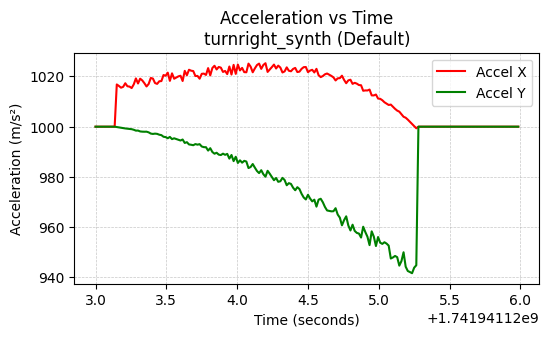 Acceleration vs Time
turnright_synth (Default)
Acceleration (m/s²)
1020
1000
980
960
940
Accel X
Accel Y
3.0 3.5 4.0 4.5 5.0 5.5 6.0
Time (seconds)
+1.74194112e9